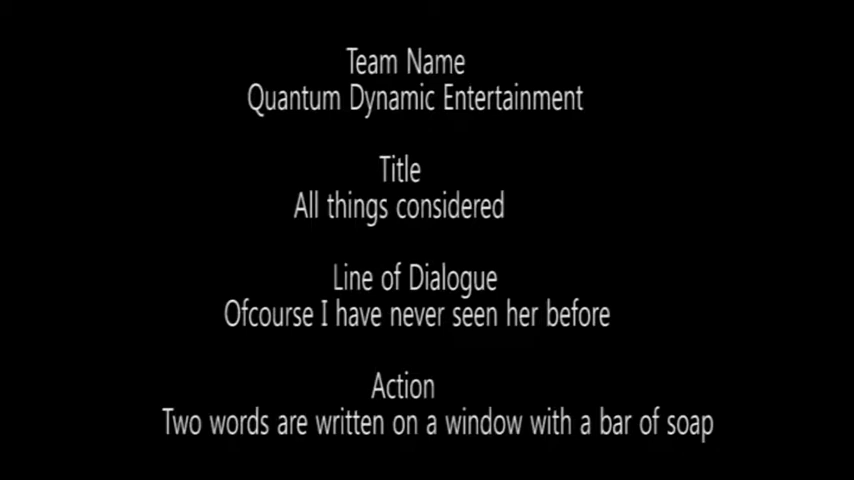 Team Name
Quantum Dynamic Entertainment
Title
All things considered
Line of Dialogue
Ofcourse I have never seen her before
Action
Two words are written on a window with a bar of soap